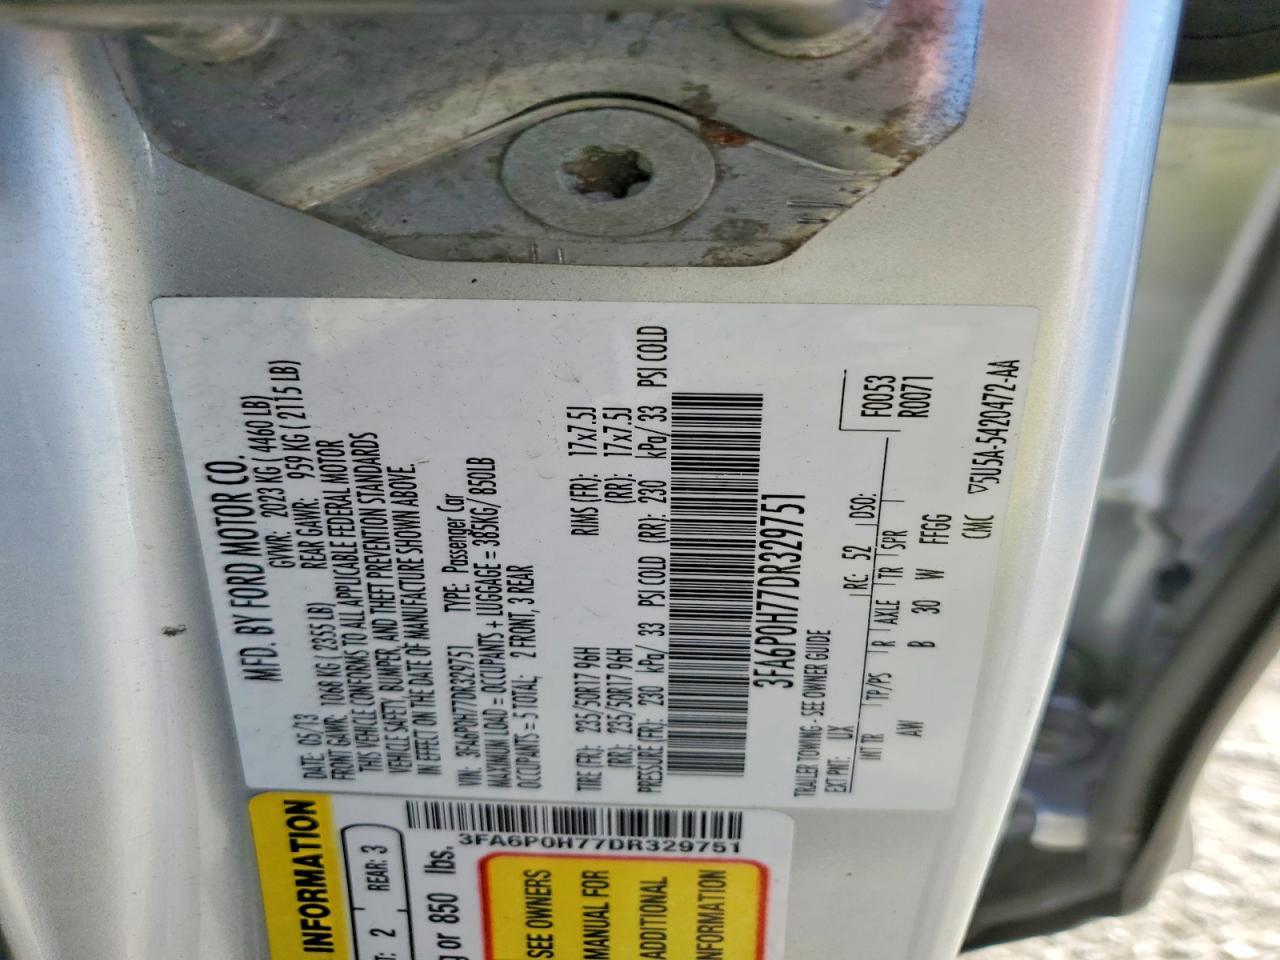 MFD. BY FORD MOTOR CO.
DATE: 05/13 GVWR: 2023 KG ( 4460 LB)
FRONT GAWR: 1068 KG ( 2355 LB) REAR GAWR: 959 KG ( 2115 LB)
THIS VEHICLE CONFORMS TO ALL APPLICABLE FEDERAL MOTOR
VEHICLE SAFETY, BUMPER, AND THEFT PREVENTION STANDARDS
IN EFFECT ON THE DATE OF MANUFACTURE SHOWN ABOVE.
VIN: 3FA6P0H77DR329751 TYPE: Passenger Car
MAXIMUM LOAD = OCCUPANTS + LUGGAGE = 385KG/ 850LB
OCCUPANTS = 5 TOTAL; 2 FRONT, 3 REAR
TIRE FR): 235/50R17 96H RIMS (FR): 17x7.5J
RR): 235/50R17 96H (RR): 17x7.5J
PRESSURE FR): 230 kPa/ 33 PSI COLD (RR): 230 kPa/ 33 PSI COLD
3FA6P0H77DR329751
TRAILER TOWING - SEE OWNER GUIDE
F0053
R0071
EXT PNT: UX RC: 52 DSO:
INT TR TP/PS R AXLE TR SPR
AW B 30 W FFGG
CMC ▽5L5A-5420472-AA
INFORMATION
T: 2 REAR: 3
g or 850 lbs.
3FA6P0H77DR329751
SEE OWNERS
MANUAL FOR
ADDITIONAL
INFORMATION